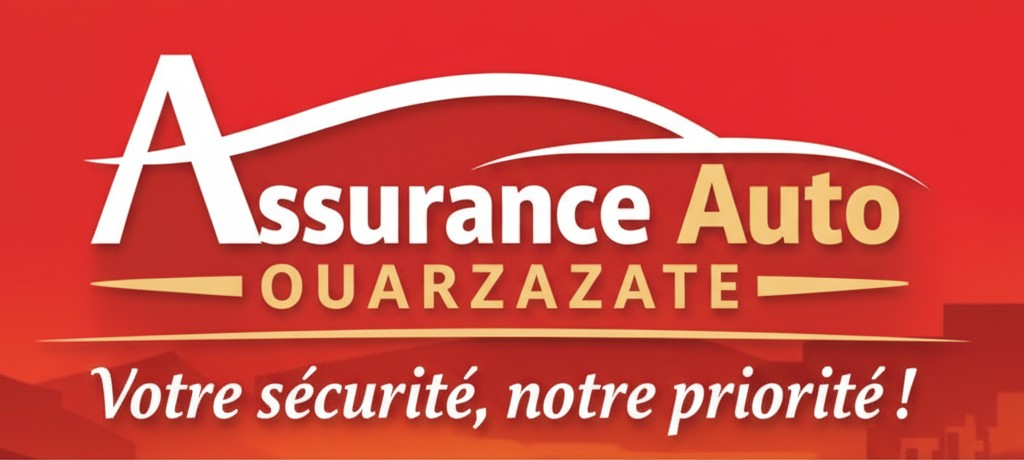 Assurance Auto
OUARZAZATE
Votre sécurité, notre priorité !